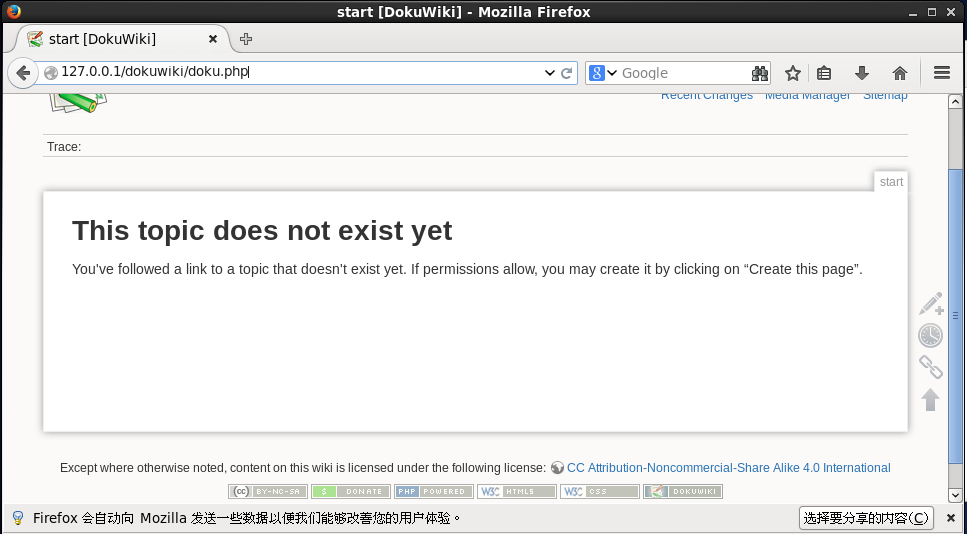 start [DokuWiki] - Mozilla Firefox
start [DokuWiki]
127.0.0.1/dokuwiki/doku.php
Google
Recent Changes Media Manager Sitemap
Trace:
start
This topic does not exist yet
You've followed a link to a topic that doesn't exist yet. If permissions allow, you may create it by clicking on “Create this page”.
Except where otherwise noted, content on this wiki is licensed under the following license: CC Attribution-Noncommercial-Share Alike 4.0 International
cc BY-NC-SA $ DONATE PHP POWERED W3C HTML5 W3C CSS DOKUWIKI
Firefox 会自动向 Mozilla 发送一些数据以便我们能够改善您的用户体验。 选择要分享的内容(C)